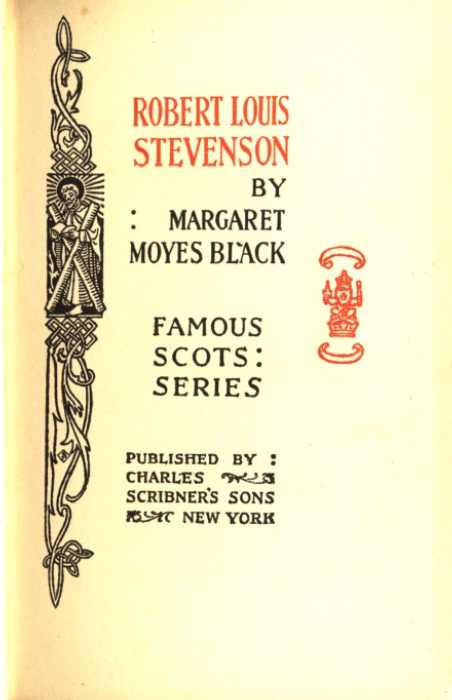 ROBERT LOUIS
STEVENSON
BY
: MARGARET
MOYES BLACK
FAMOUS
SCOTS:
SERIES
PUBLISHED BY :
CHARLES
SCRIBNER'S SONS
NEW YORK